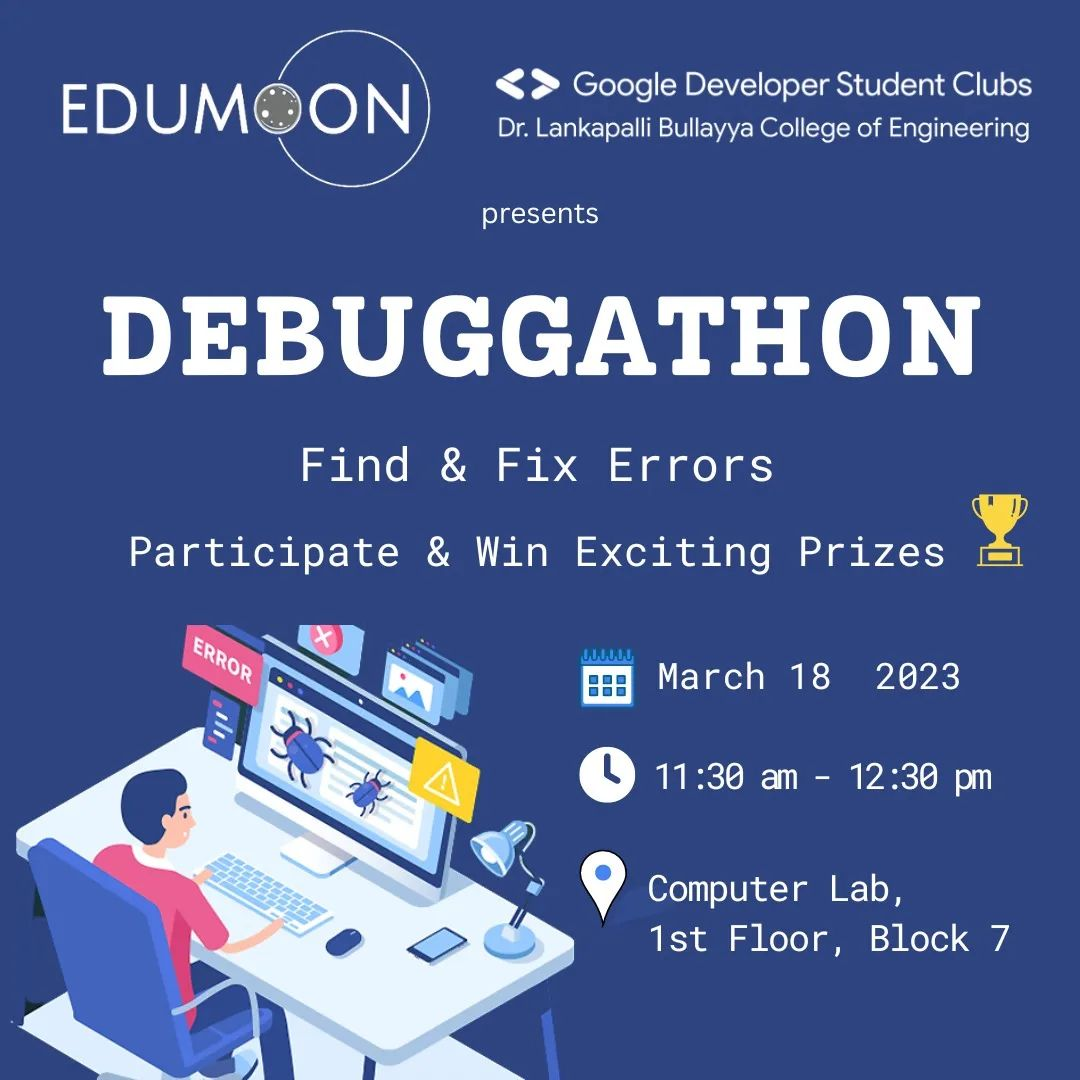 EDUMOON
Google Developer Student Clubs
Dr. Lankapalli Bullayya College of Engineering
presents
DEBUGGATHON
Find & Fix Errors
Participate & Win Exciting Prizes
ERROR
March 18 2023
11:30 am - 12:30 pm
Computer Lab,
1st Floor, Block 7